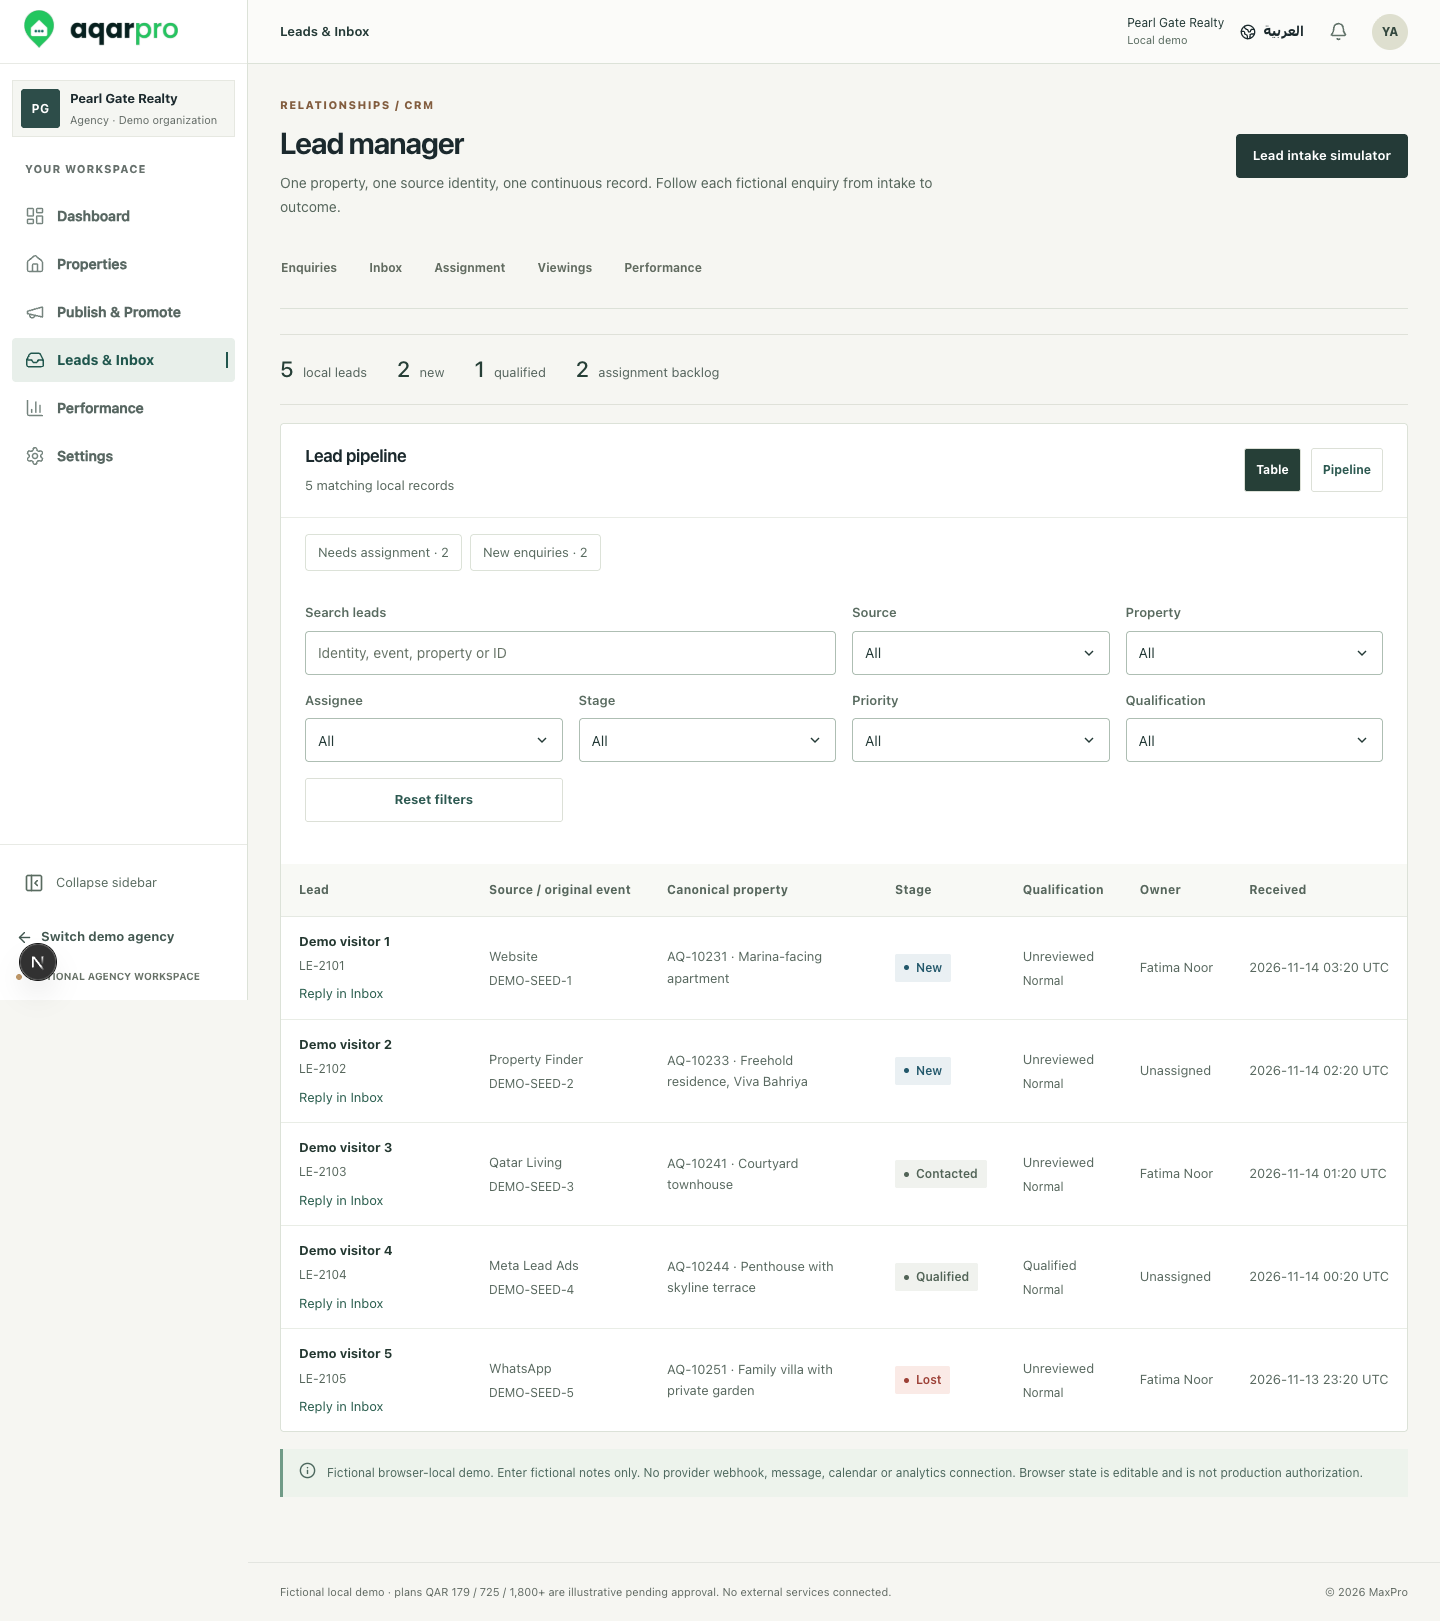 aqarpro
Leads & Inbox
Pearl Gate Realty
Local demo
العربية
YA
PG
Pearl Gate Realty
Agency · Demo organization
YOUR WORKSPACE
Dashboard
Properties
Publish & Promote
Leads & Inbox
Performance
Settings
Collapse sidebar
Switch demo agency
N
IONAL AGENCY WORKSPACE
RELATIONSHIPS / CRM
Lead manager
One property, one source identity, one continuous record. Follow each fictional enquiry from intake to
outcome.
Lead intake simulator
Enquiries Inbox Assignment Viewings Performance
5 local leads 2 new 1 qualified 2 assignment backlog
Lead pipeline
5 matching local records
Table Pipeline
Needs assignment · 2 New enquiries · 2
Search leads Source Property
Identity, event, property or ID All All
Assignee Stage Priority Qualification
All All All All
Reset filters
Lead Source / original event Canonical property Stage Qualification Owner Received
Demo visitor 1
LE-2101
Reply in Inbox
Website
DEMO-SEED-1
AQ-10231 · Marina-facing
apartment
New
Unreviewed
Normal
Fatima Noor
2026-11-14 03:20 UTC
Demo visitor 2
LE-2102
Reply in Inbox
Property Finder
DEMO-SEED-2
AQ-10233 · Freehold
residence, Viva Bahriya
New
Unreviewed
Normal
Unassigned
2026-11-14 02:20 UTC
Demo visitor 3
LE-2103
Reply in Inbox
Qatar Living
DEMO-SEED-3
AQ-10241 · Courtyard
townhouse
Contacted
Unreviewed
Normal
Fatima Noor
2026-11-14 01:20 UTC
Demo visitor 4
LE-2104
Reply in Inbox
Meta Lead Ads
DEMO-SEED-4
AQ-10244 · Penthouse with
skyline terrace
Qualified
Qualified
Normal
Unassigned
2026-11-14 00:20 UTC
Demo visitor 5
LE-2105
Reply in Inbox
WhatsApp
DEMO-SEED-5
AQ-10251 · Family villa with
private garden
Lost
Unreviewed
Normal
Fatima Noor
2026-11-13 23:20 UTC
Fictional browser-local demo. Enter fictional notes only. No provider webhook, message, calendar or analytics connection. Browser state is editable and is not production authorization.
Fictional local demo · plans QAR 179 / 725 / 1,800+ are illustrative pending approval. No external services connected.
© 2026 MaxPro